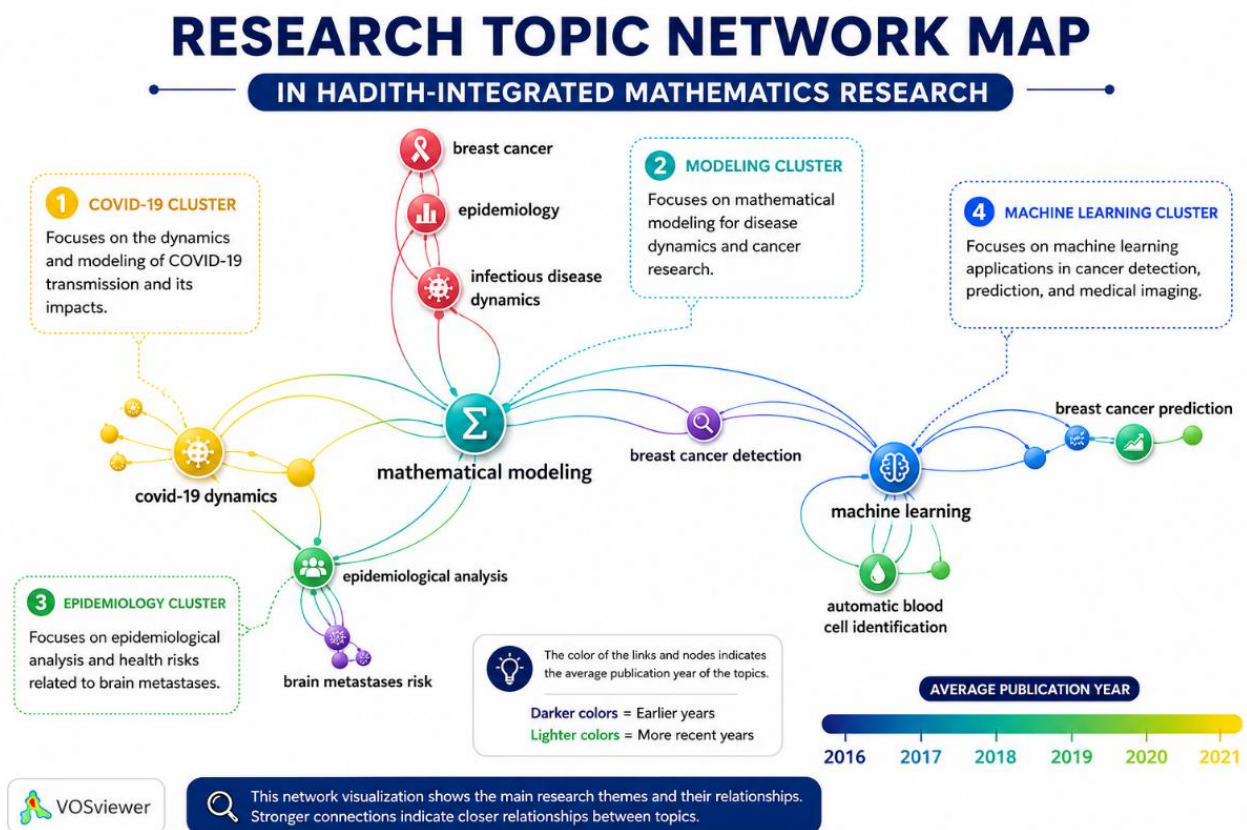 RESEARCH TOPIC NETWORK MAP
IN HADITH-INTEGRATED MATHEMATICS RESEARCH
1 COVID-19 CLUSTER
Focuses on the dynamics
and modeling of COVID-19
transmission and its
impacts.
breast cancer
epidemiology
infectious disease
dynamics
2 MODELING CLUSTER
Focuses on mathematical
modeling for disease
dynamics and cancer
research.
4 MACHINE LEARNING CLUSTER
Focuses on machine learning
applications in cancer detection,
prediction, and medical imaging.
covid-19 dynamics
Σ
mathematical modeling
breast cancer detection
machine learning
breast cancer prediction
epidemiological analysis
automatic blood
cell identification
3 EPIDEMIOLOGY CLUSTER
Focuses on epidemiological
analysis and health risks
related to brain metastases.
brain metastases risk
The color of the links and nodes indicates
the average publication year of the topics.
Darker colors = Earlier years
Lighter colors = More recent years
AVERAGE PUBLICATION YEAR
2016 2017 2018 2019 2020 2021
VOSviewer
This network visualization shows the main research themes and their relationships.
Stronger connections indicate closer relationships between topics.